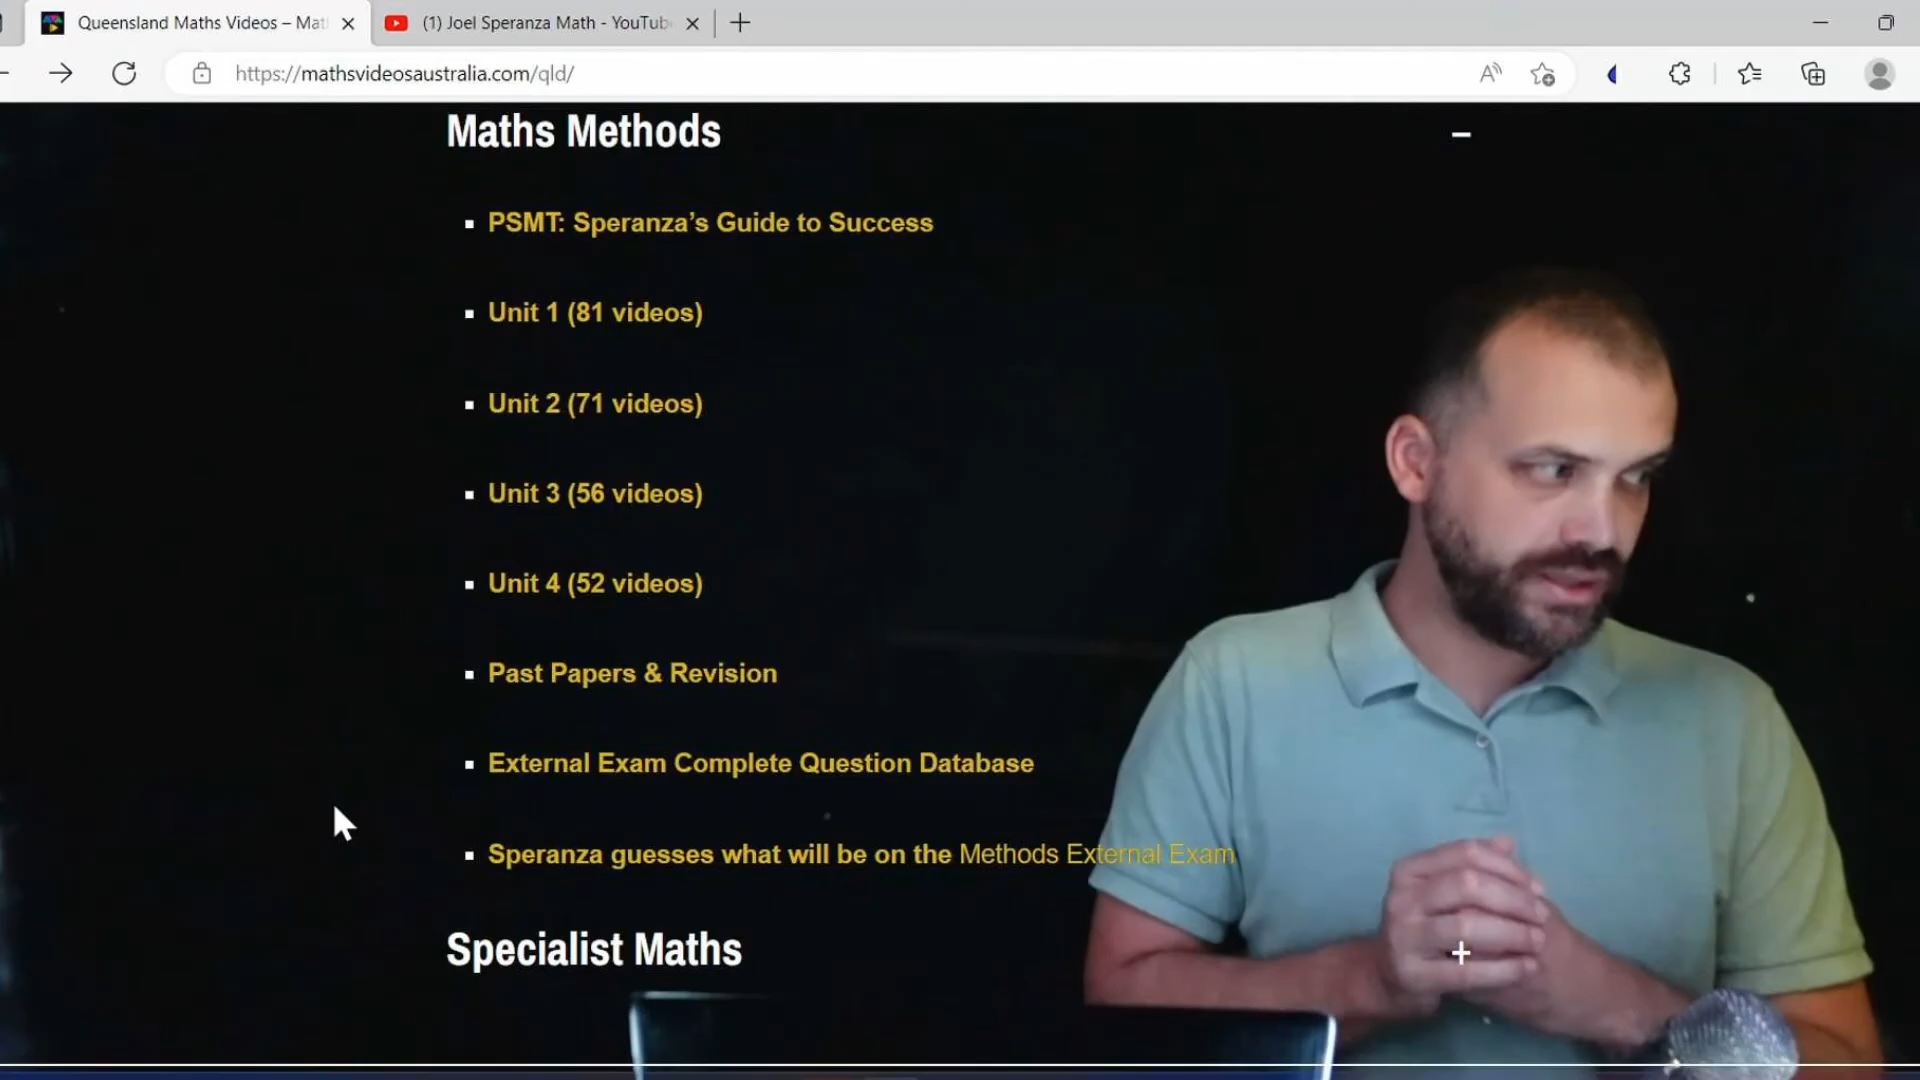 Queensland Maths Videos – Mat
(1) Joel Speranza Math - YouTub
https://mathsvideosaustralia.com/qld/
Maths Methods
PSMT: Speranza’s Guide to Success
Unit 1 (81 videos)
Unit 2 (71 videos)
Unit 3 (56 videos)
Unit 4 (52 videos)
Past Papers & Revision
External Exam Complete Question Database
Speranza guesses what will be on the Methods External Exam
Specialist Maths